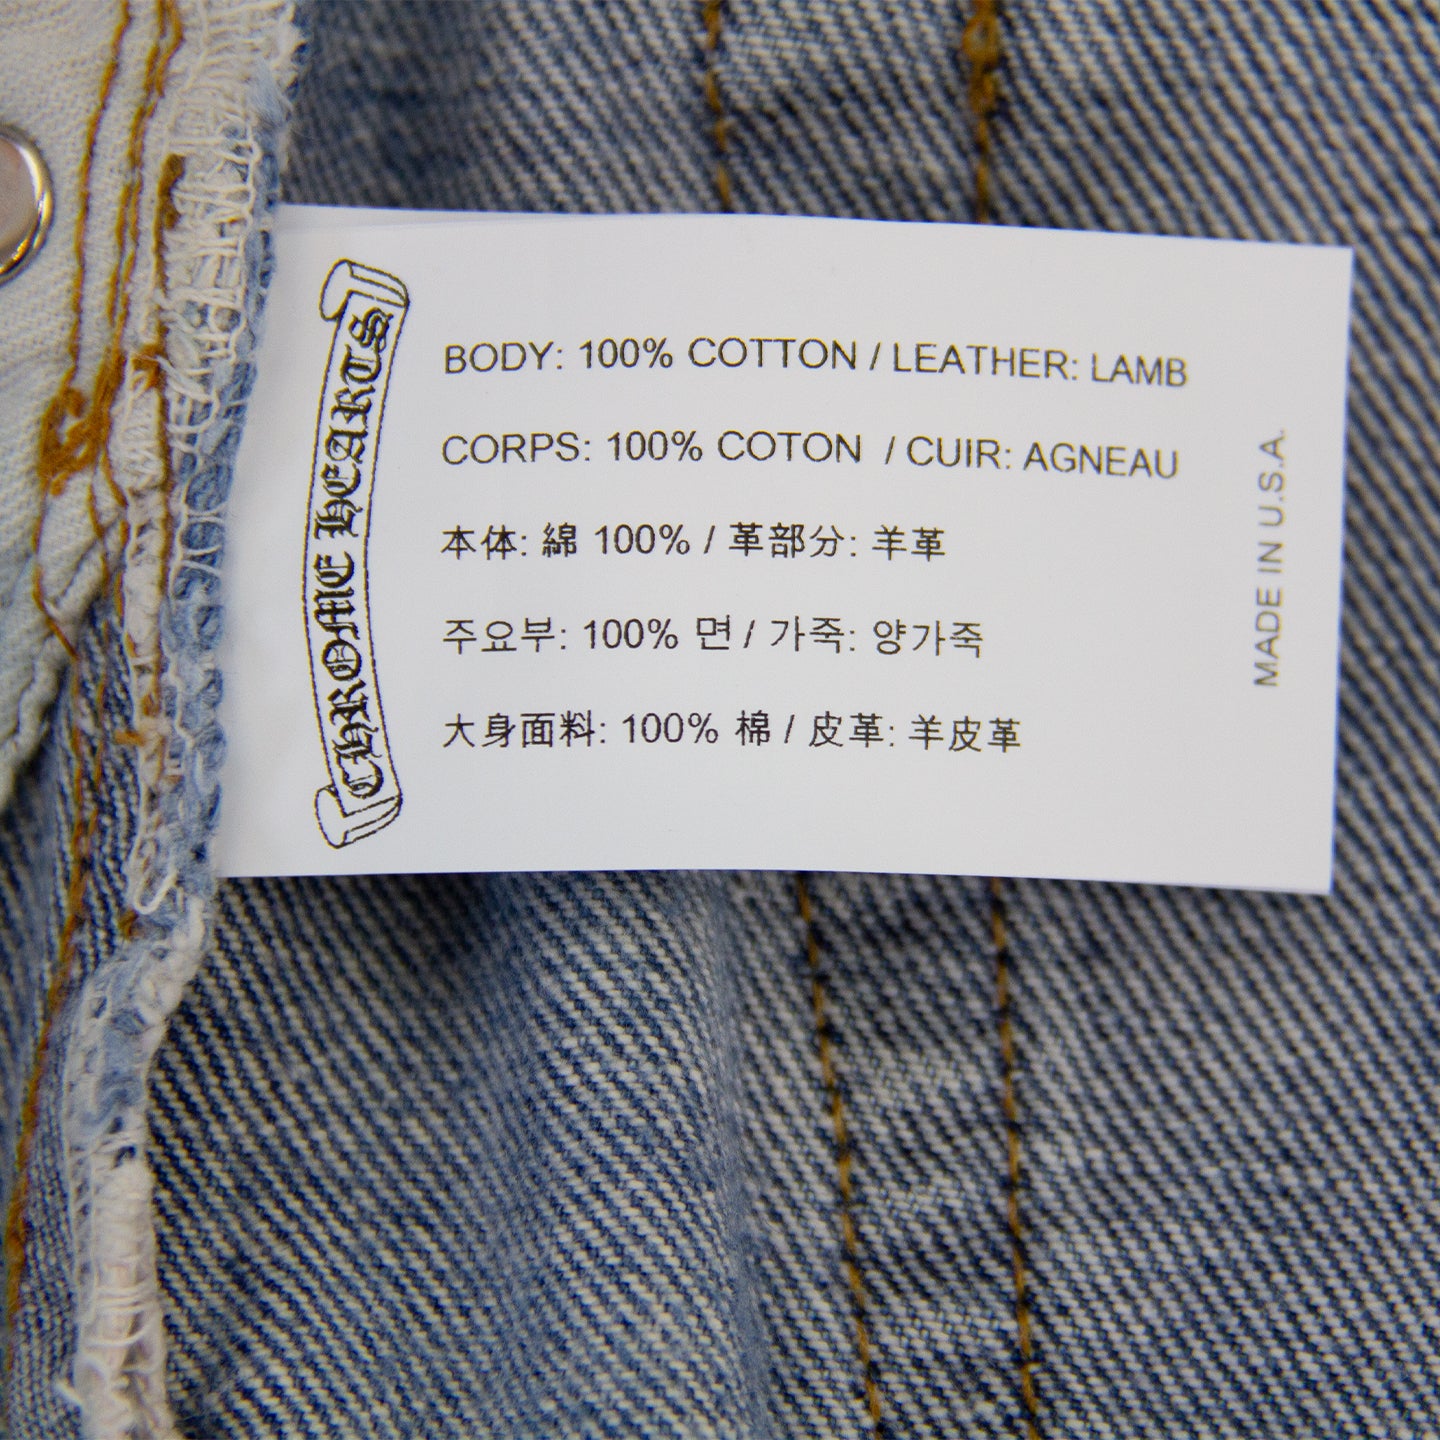 CHROME HEARTS
BODY: 100% COTTON / LEATHER: LAMB
CORPS: 100% COTON / CUIR: AGNEAU
本体: 綿 100% / 革部分: 羊革
주요부: 100% 면 / 가죽: 양가죽
大身面料: 100% 棉 / 皮革: 羊皮革
MADE IN U.S.A.